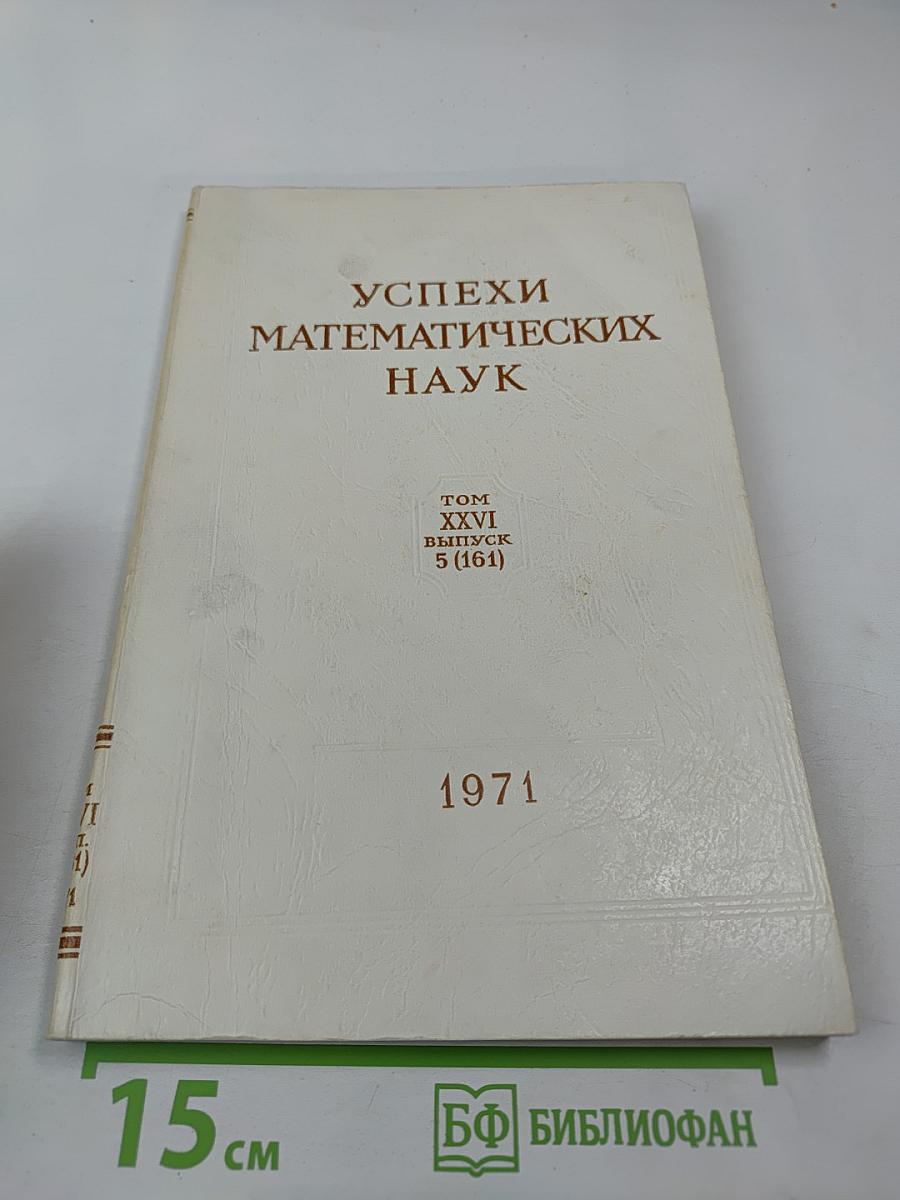 УСПЕХИ
МАТЕМАТИЧЕСКИХ
НАУК
ТОМ
XXVI
ВЫПУСК
5 (161)
1971
15 см
БФ БИБЛИОФАН